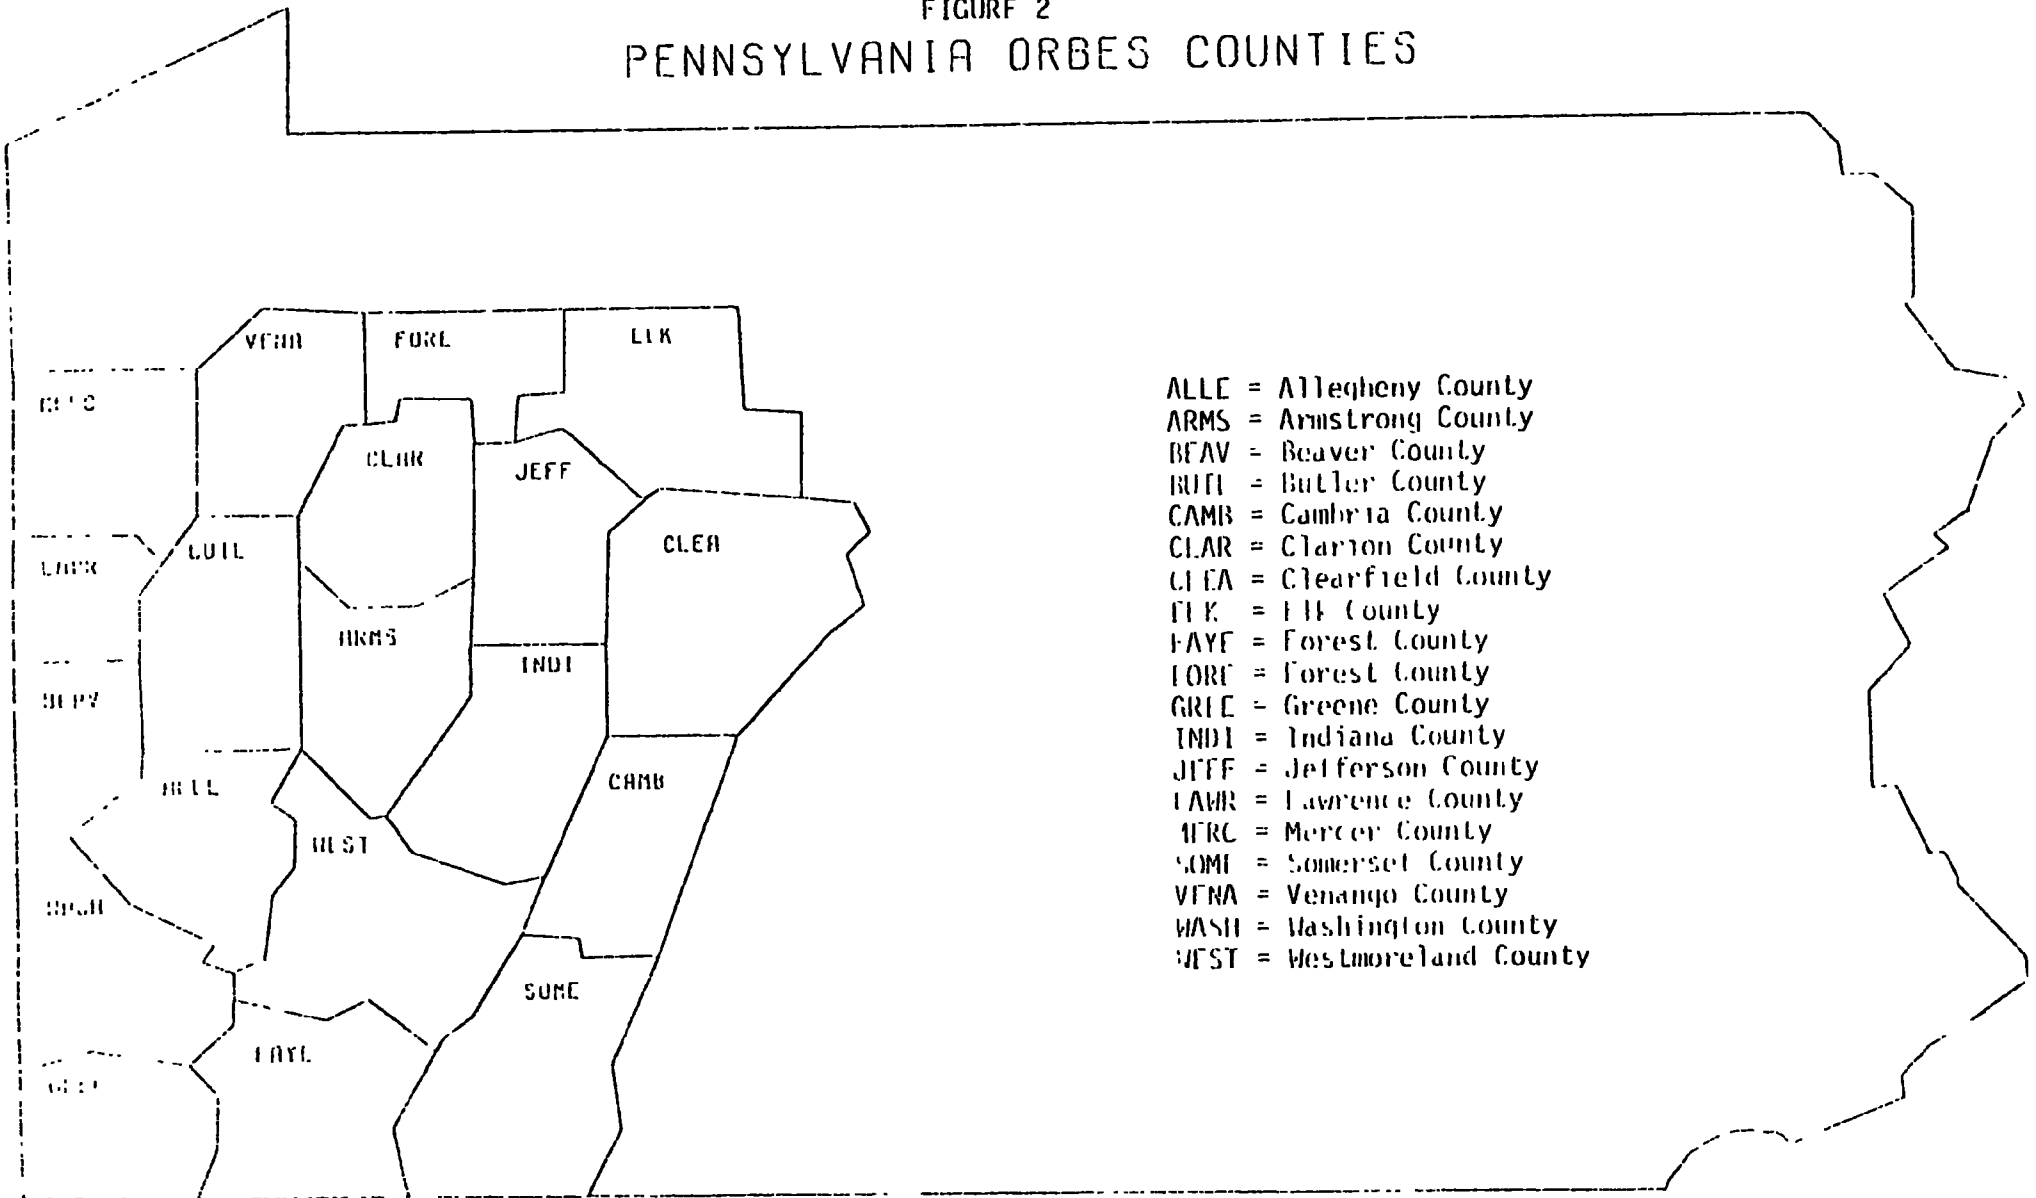 FIGURE 2
PENNSYLVANIA ORBES COUNTIES
VENA
FORE
ELK
CLAR
JEFF
BUTL
CLEA
LAWR
ARMS
INDI
ALLE
CAMB
WEST
SOME
FAYE
ALLE = Allegheny County
ARMS = Armstrong County
BEAV = Beaver County
BUTL = Butler County
CAMB = Cambria County
CLAR = Clarion County
CLEA = Clearfield County
ELK = Elk County
FAYE = Forest County
FORE = Forest County
GREE = Greene County
INDI = Indiana County
JEFF = Jefferson County
LAWR = Lawrence County
MERC = Mercer County
SOME = Somerset County
VENA = Venango County
WASH = Washington County
WEST = Westmoreland County